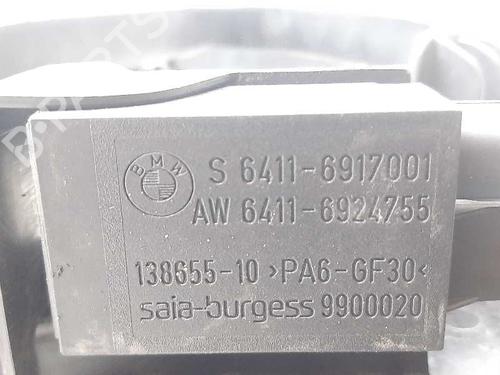 BMW
S 6411-6917001
AW 6411-6924755
138655-10 >PA6-GF30<
saia-burgess 9900020